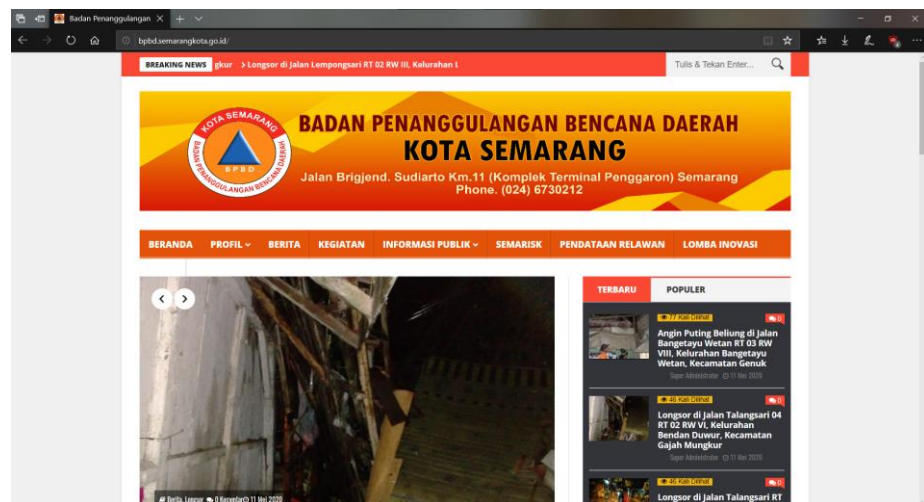 Badan Penanggulangan
bpbd.semarangkota.go.id/
BREAKING NEWS gkur > Longsor di Jalan Lempongsari RT 02 RW III, Kelurahan L
Tulis & Tekan Enter...
KOTA SEMARANG
BPBD
BADAN PENANGGULANGAN BENCANA DAERAH
BADAN PENANGGULANGAN BENCANA DAERAH
KOTA SEMARANG
Jalan Brigjend. Sudiarto Km.11 (Komplek Terminal Penggaron) Semarang
Phone. (024) 6730212
BERANDA PROFIL BERITA KEGIATAN INFORMASI PUBLIK SEMARISK PENDATAAN RELAWAN LOMBA INOVASI
TERBARU POPULER
77 Kali Dilihat 0
Angin Puting Beliung di Jalan
Bangetayu Wetan RT 03 RW
VIII, Kelurahan Bangetayu
Wetan, Kecamatan Genuk
Super Administrator 11 Mei 2020
46 Kali Dilihat 0
Longsor di Jalan Talangsari 04
RT 02 RW VI, Kelurahan
Bendan Duwur, Kecamatan
Gajah Mungkur
Super Administrator 11 Mei 2020
46 Kali Dilihat 0
Longsor di Jalan Talangsari RT
# Berita, Longsor 0 Komentar 11 Mei 2020